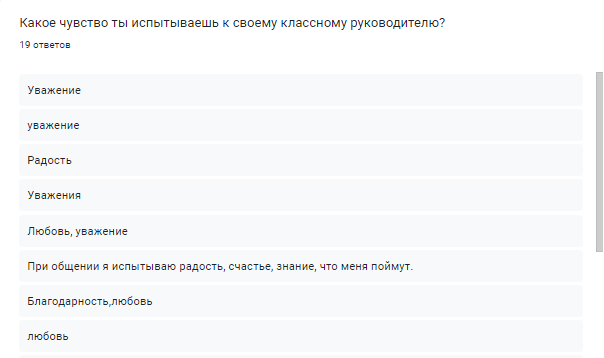 Какое чувство ты испытываешь к своему классному руководителю?
19 ответов
Уважение
уважение
Радость
Уважения
Любовь, уважение
При общении я испытываю радость, счастье, знание, что меня поймут.
Благодарность,любовь
любовь